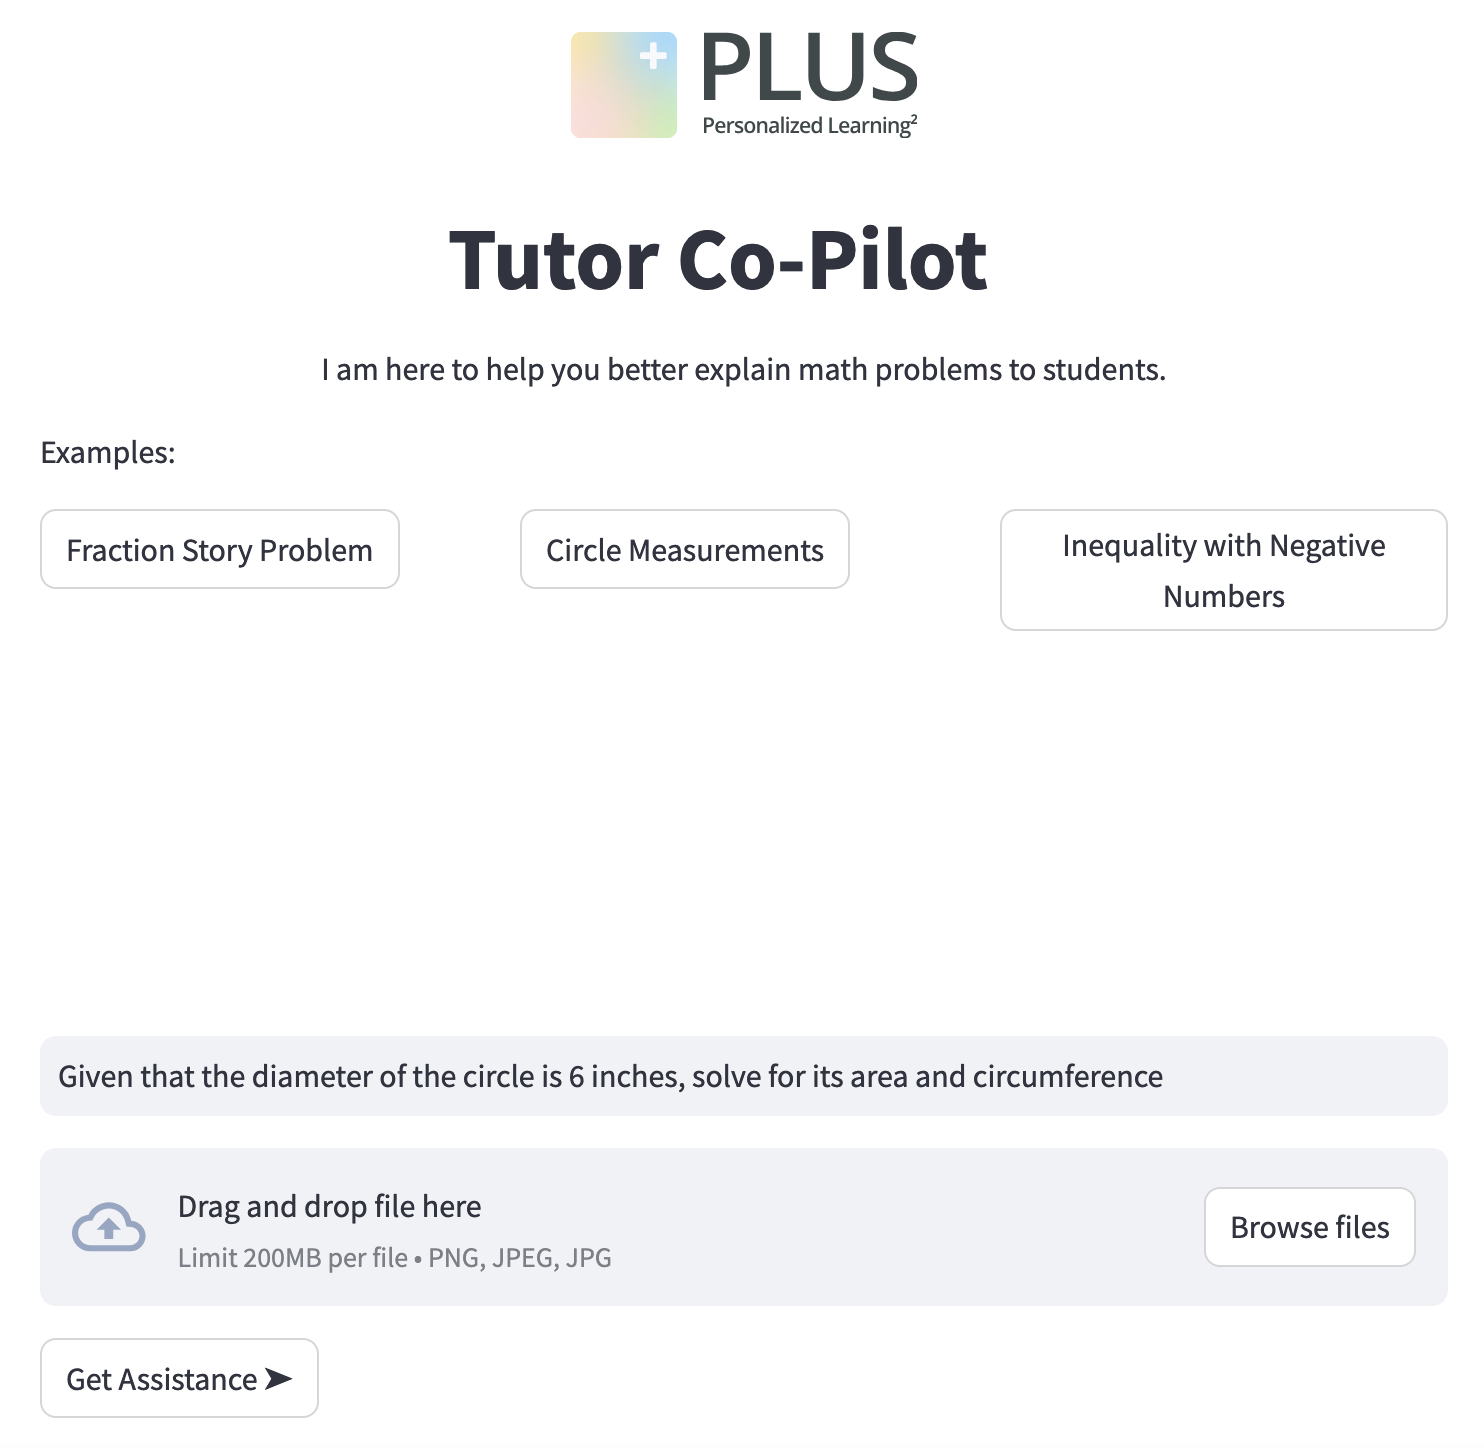 PLUS
Personalized Learning²
Tutor Co-Pilot
I am here to help you better explain math problems to students.
Examples:
Fraction Story Problem
Circle Measurements
Inequality with Negative
Numbers
Given that the diameter of the circle is 6 inches, solve for its area and circumference
Drag and drop file here
Limit 200MB per file • PNG, JPEG, JPG
Browse files
Get Assistance ➤